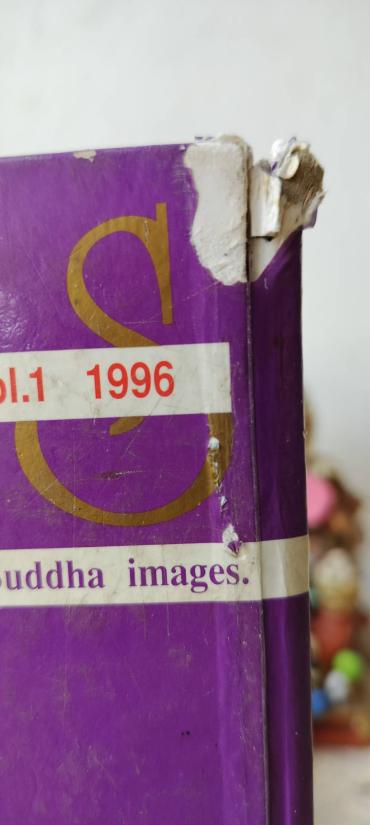 S
ol.1 1996
uddha images.